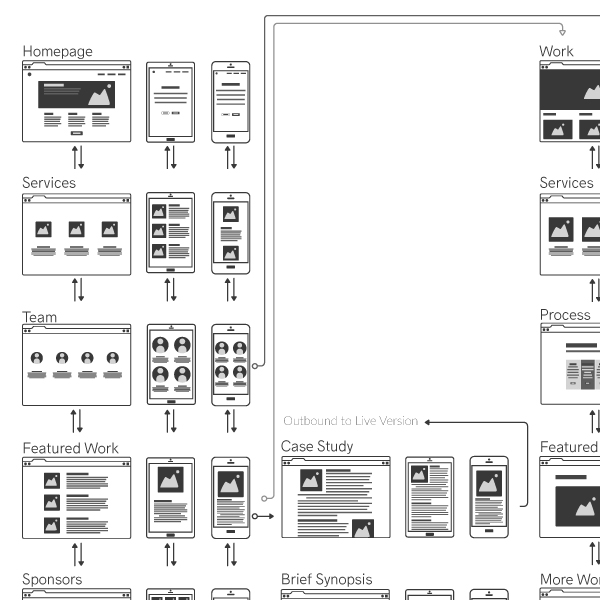 Homepage
Work
Services
Services
Team
Process
Outbound to Live Version
Featured Work
Case Study
Featured
Sponsors
Brief Synopsis
More Wor